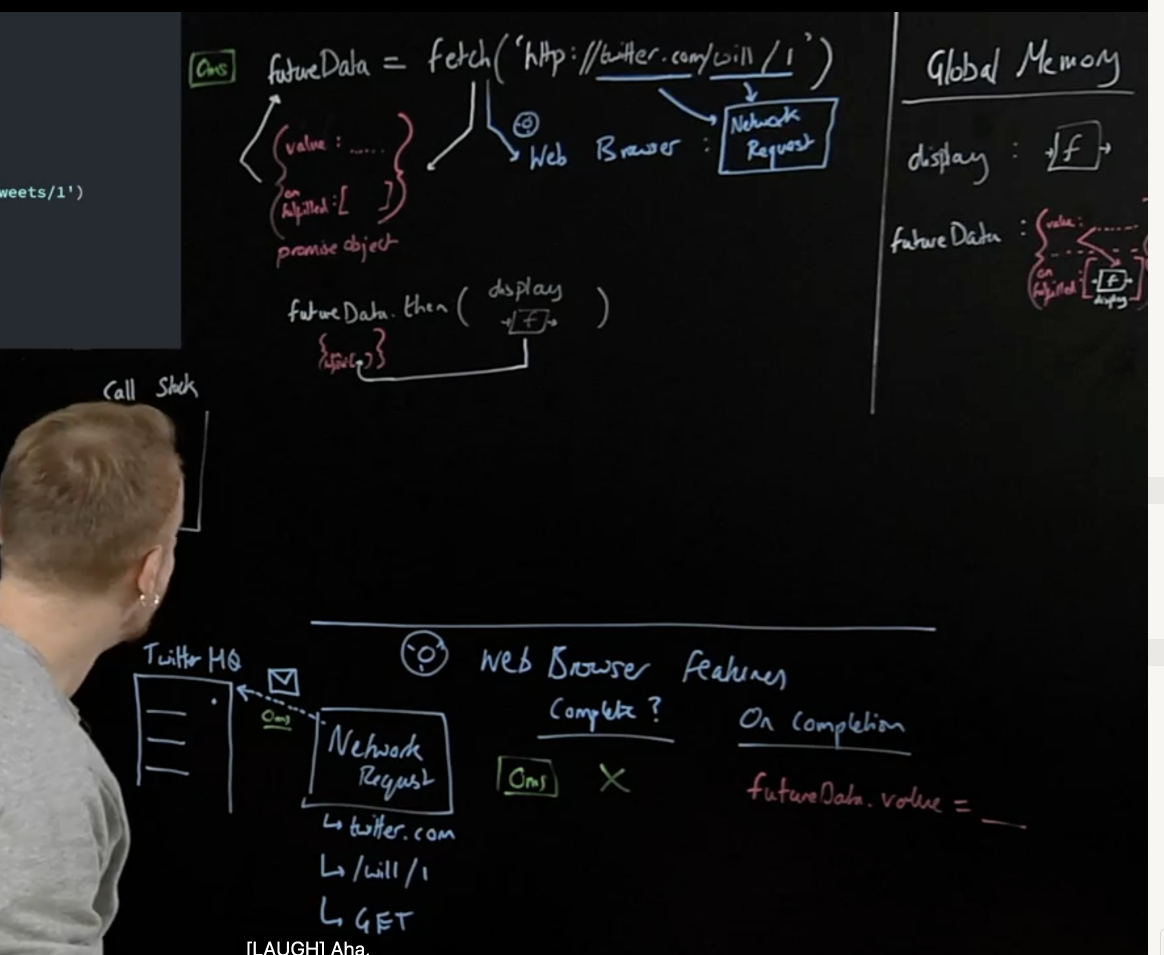 0ms futureData = fetch('http://twitter.com/will/1')
{value : ......
on fulfilled:[ ]}
promise object
Web Browser :
Network
Request
futureData.then( display
f )
Call Stack
weets/1')
Global Memory
display : f
futureData : {value: ......
on fulfilled:[ f ]
display
Web Browser Features
Twitter HQ
0ms
Network
Request
↳ twitter.com
↳ /will/1
↳ GET
Complete?
0ms X
On Completion
futureData.value = __
[LAUGH] Aha.